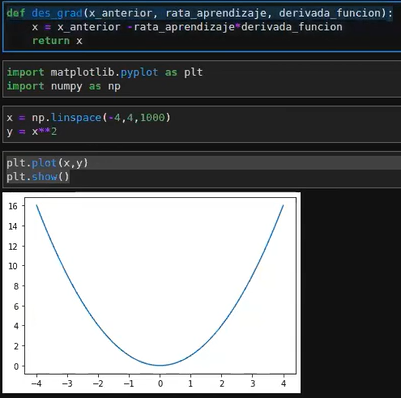 def des_grad(x_anterior, rata_aprendizaje, derivada_funcion):
    x = x_anterior -rata_aprendizaje*derivada_funcion
    return x
import matplotlib.pyplot as plt
import numpy as np
x = np.linspace(-4,4,1000)
y = x**2
plt.plot(x,y)
plt.show()
16
14
12
10
8
6
4
2
0
−4 −3 −2 −1 0 1 2 3 4